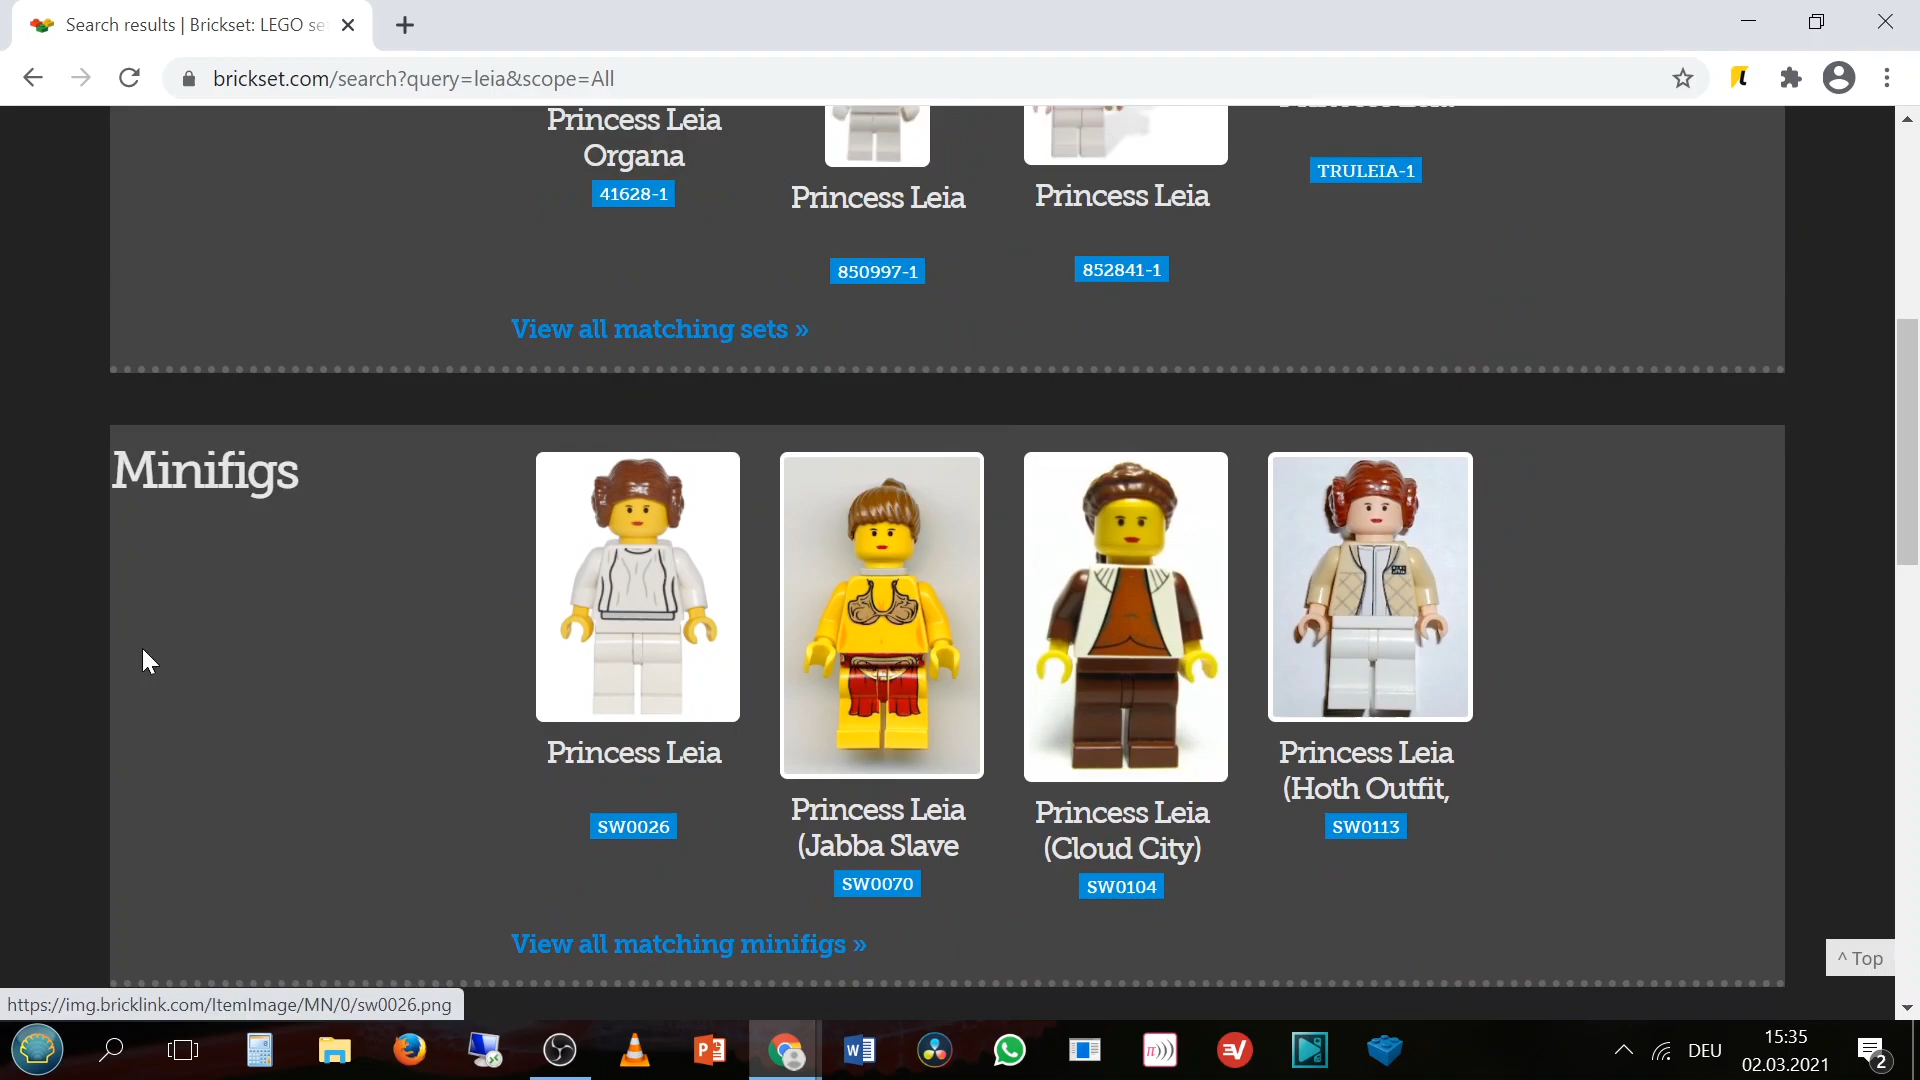 Search results | Brickset: LEGO se
brickset.com/search?query=leia&scope=All
Princess Leia
Organa
41628-1
Princess Leia
850997-1
Princess Leia
852841-1
TRULEIA-1
View all matching sets »
Minifigs
Princess Leia
SW0026
Princess Leia
(Jabba Slave
SW0070
Princess Leia
(Cloud City)
SW0104
Princess Leia
(Hoth Outfit,
SW0113
View all matching minifigs »
^ Top
https://img.bricklink.com/ItemImage/MN/0/sw0026.png
DEU
15:35
02.03.2021
2